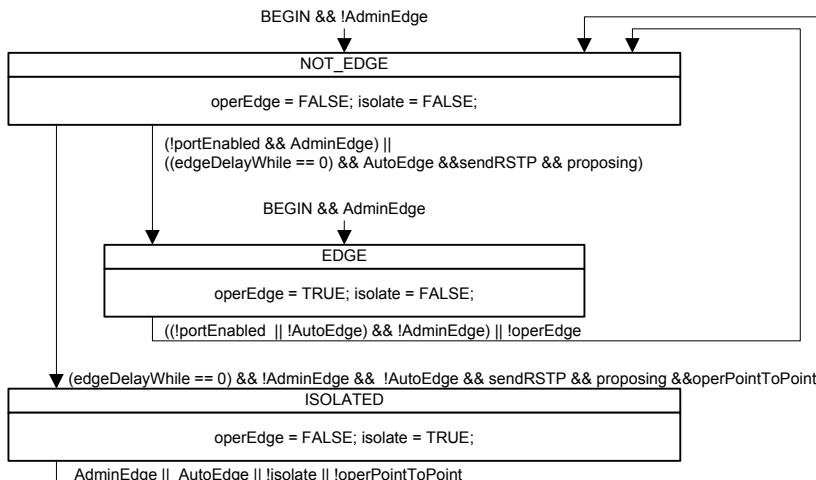 BEGIN && !AdminEdge
NOT_EDGE
operEdge = FALSE; isolate = FALSE;
(!portEnabled && AdminEdge) ||
((edgeDelayWhile == 0) && AutoEdge &&sendRSTP && proposing)
BEGIN && AdminEdge
EDGE
operEdge = TRUE; isolate = FALSE;
((!portEnabled || !AutoEdge) && !AdminEdge) || !operEdge
(edgeDelayWhile == 0) && !AdminEdge && !AutoEdge && sendRSTP && proposing &&operPointToPoint
ISOLATED
operEdge = FALSE; isolate = TRUE;
AdminEdge || AutoEdge || !isolate || !operPointToPoint